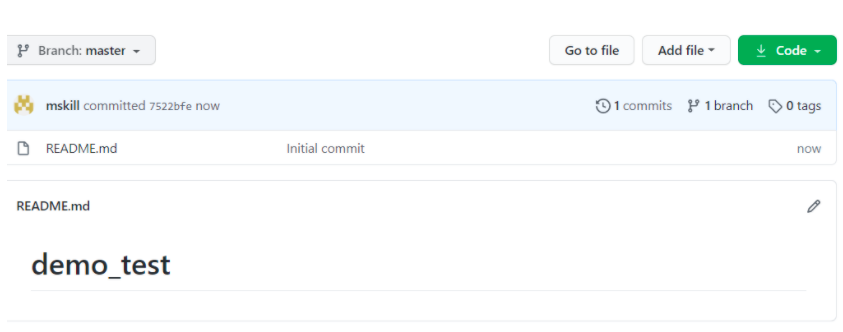 Branch: master Go to file Add file Code
mskill committed 7522bfe now 1 commits 1 branch 0 tags
README.md Initial commit now
README.md
demo_test